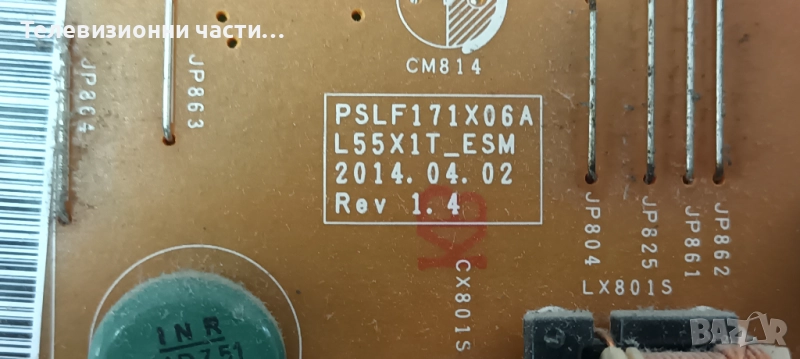 Телевизионни части...
CM814
JP864
JP863
PSLF171X06A
L55X1T_ESM
2014.04.02
Rev 1.4
JP804
JP825
JP861
JP862
CX801S
LX801S
INR
BAZAR